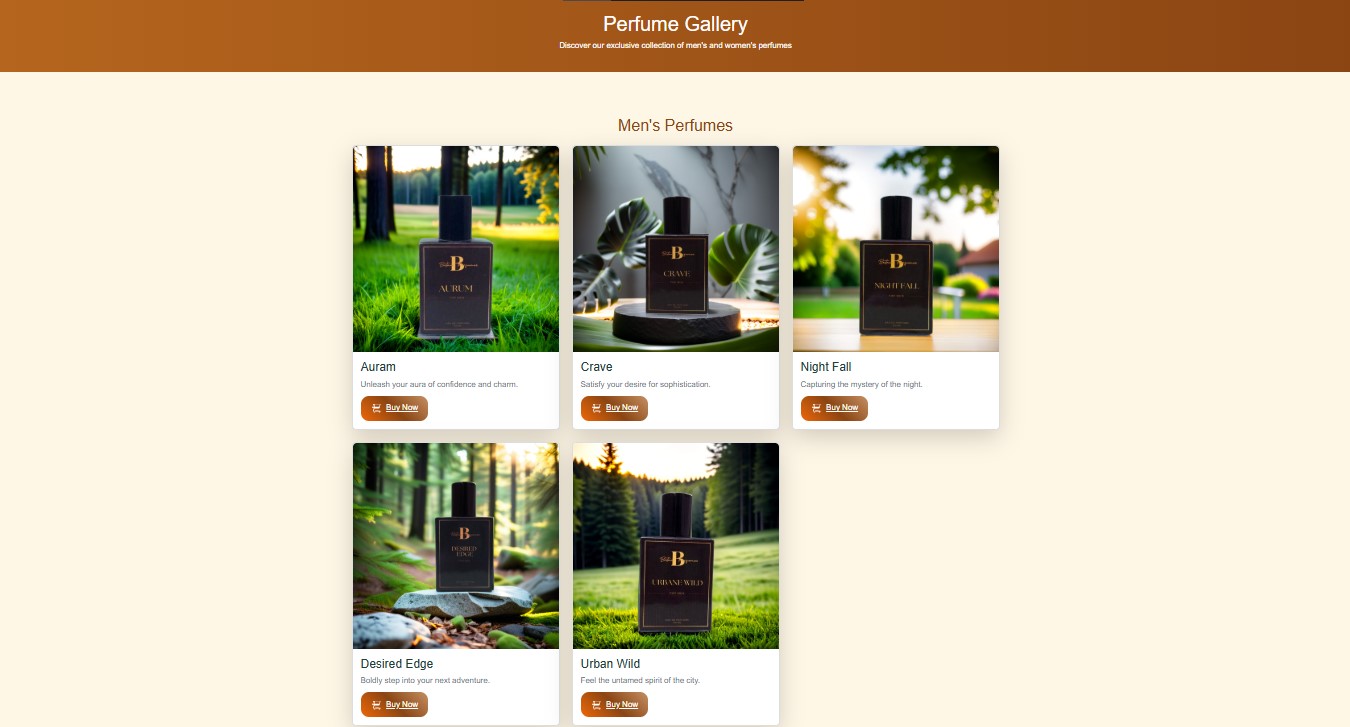 Perfume Gallery
Discover our exclusive collection of men's and women's perfumes
Men's Perfumes
B
AURUM
B
CRAVE
B
NIGHTFALL
Auram
Unleash your aura of confidence and charm.
Buy Now
Crave
Satisfy your desire for sophistication.
Buy Now
Night Fall
Capturing the mystery of the night.
Buy Now
B
DESIRED
EDGE
B
URBANE WILD
Desired Edge
Boldly step into your next adventure.
Buy Now
Urban Wild
Feel the untamed spirit of the city.
Buy Now